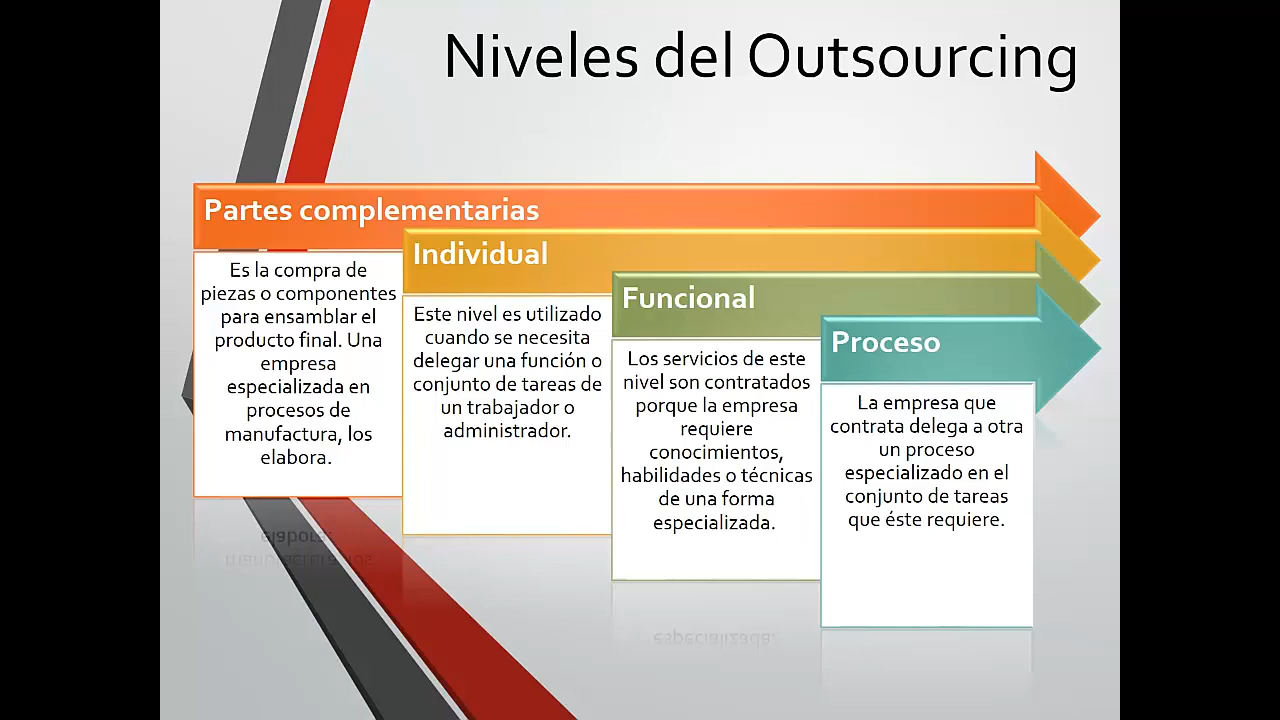 Niveles del Outsourcing
Partes complementarias
Es la compra de
piezas o componentes
para ensamblar el
producto final. Una
empresa
especializada en
procesos de
manufactura, los
elabora.
Individual
Este nivel es utilizado
cuando se necesita
delegar una función o
conjunto de tareas de
un trabajador o
administrador.
Funcional
Los servicios de este
nivel son contratados
porque la empresa
requiere
conocimientos,
habilidades o técnicas
de una forma
especializada.
Proceso
La empresa que
contrata delega a otra
un proceso
especializado en el
conjunto de tareas
que éste requiere.